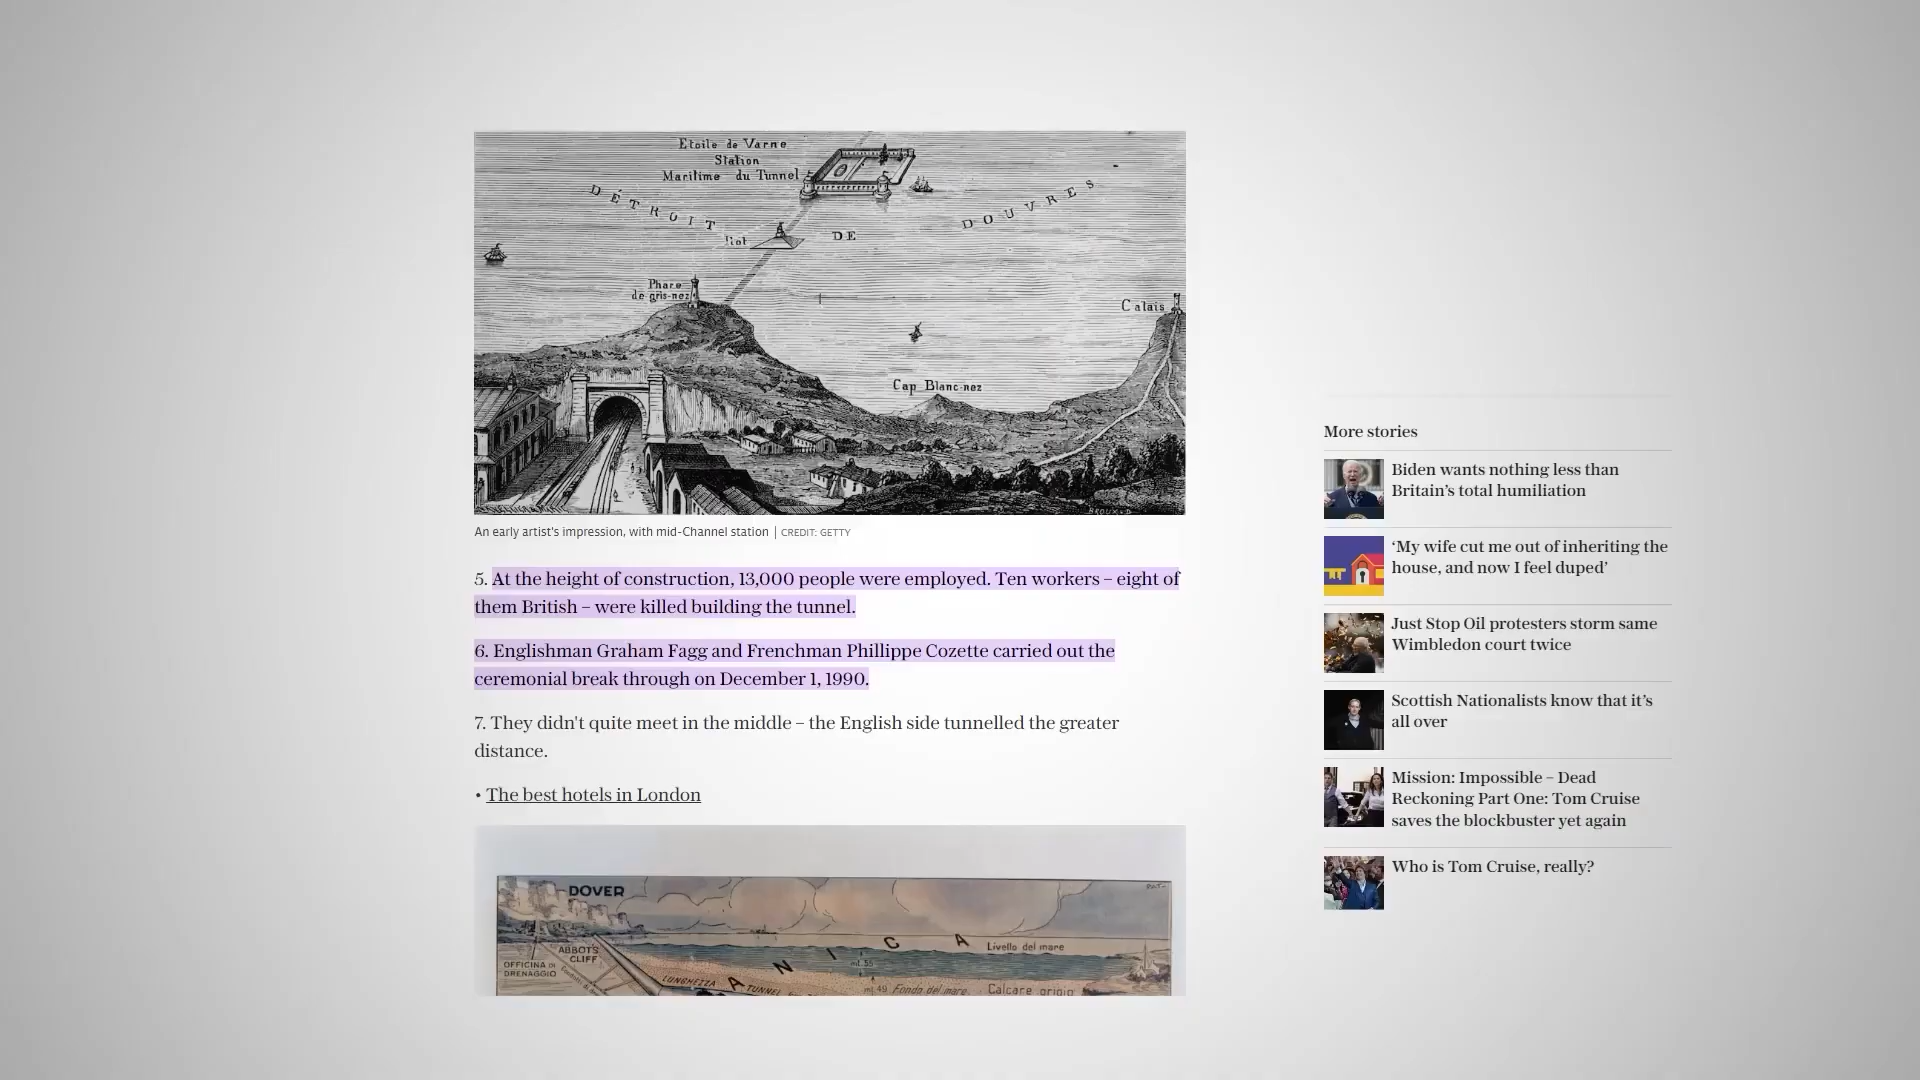 Etoile de Varne
Station
Maritime du Tunnel
DÉTROIT
DE
DOUVRES
Phare
de gris-nez
Calais
Cap Blanc-nez
An early artist's impression, with mid-Channel station | CREDIT: GETTY
5. At the height of construction, 13,000 people were employed. Ten workers – eight of
them British – were killed building the tunnel.
6. Englishman Graham Fagg and Frenchman Phillippe Cozette carried out the
ceremonial break through on December 1, 1990.
7. They didn't quite meet in the middle – the English side tunnelled the greater
distance.
• The best hotels in London
DOVER
ABBOT'S
CLIFF
OFFICINA DI
DRENAGGIO
LUNGHEZZA
TUNNEL
ANICA
Livello del mare
mt. 55
mt. 49 Fondo del mare
Calcare grigio
More stories
Biden wants nothing less than
Britain’s total humiliation
‘My wife cut me out of inheriting the
house, and now I feel duped’
Just Stop Oil protesters storm same
Wimbledon court twice
Scottish Nationalists know that it’s
all over
Mission: Impossible – Dead
Reckoning Part One: Tom Cruise
saves the blockbuster yet again
Who is Tom Cruise, really?